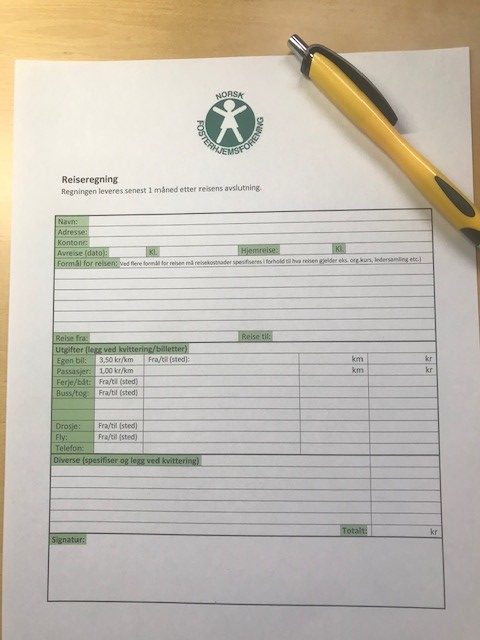 NORSK
FOSTERHJEMSFORENING
Reiseregning
Regningen leveres senest 1 måned etter reisens avslutning.
Navn:
Adresse:
Kontonr:
Avreise (dato): Kl. Hjemreise: Kl.
Formål for reisen: (Ved flere formål for reisen må reisekostnader spesifiseres i forhold til hva reisen gjelder eks. org.kurs, ledersamling etc.)
Reise fra: Reise til:
Utgifter (legg ved kvittering/billetter)
Egen bil: 3,50 kr/km Fra/til (sted): km kr
Passasjer: 1,00 kr/km km kr
Ferje/båt: Fra/til (sted)
Buss/tog: Fra/til (sted)
Drosje: Fra/til (sted)
Fly: Fra/til (sted)
Telefon:
Diverse (spesifiser og legg ved kvittering)
Totalt: kr
Signatur: